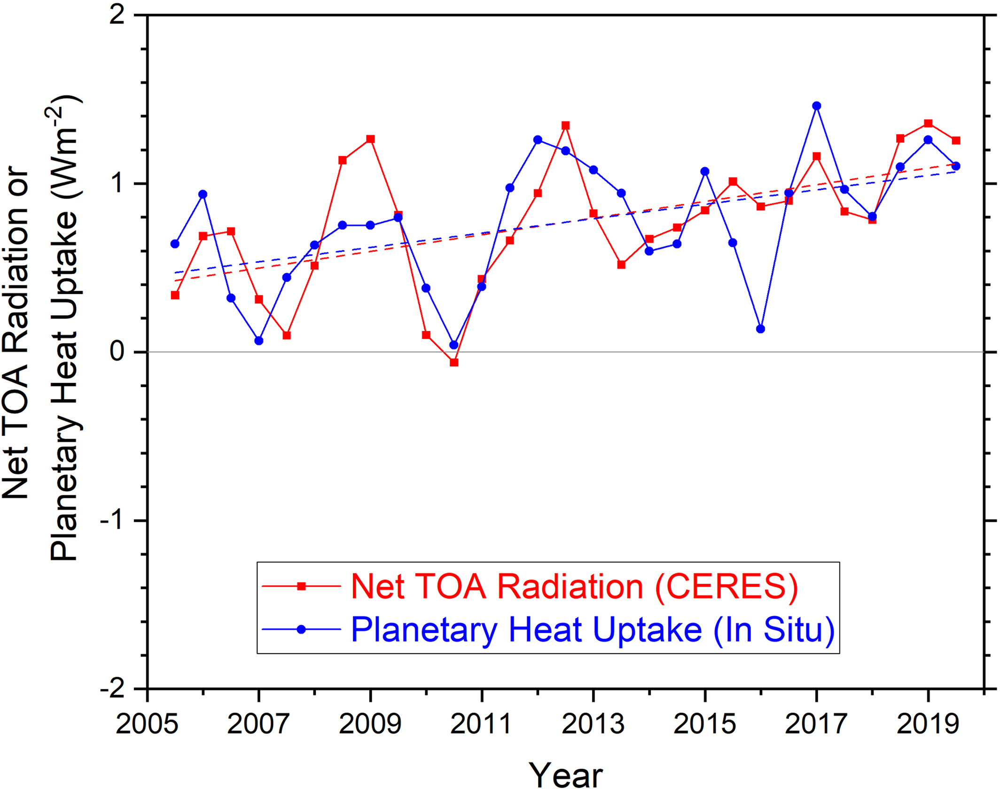 Net TOA Radiation or
Planetary Heat Uptake (Wm-2)
2
1
0
-1
-2
Net TOA Radiation (CERES)
Planetary Heat Uptake (In Situ)
2005 2007 2009 2011 2013 2015 2017 2019
Year